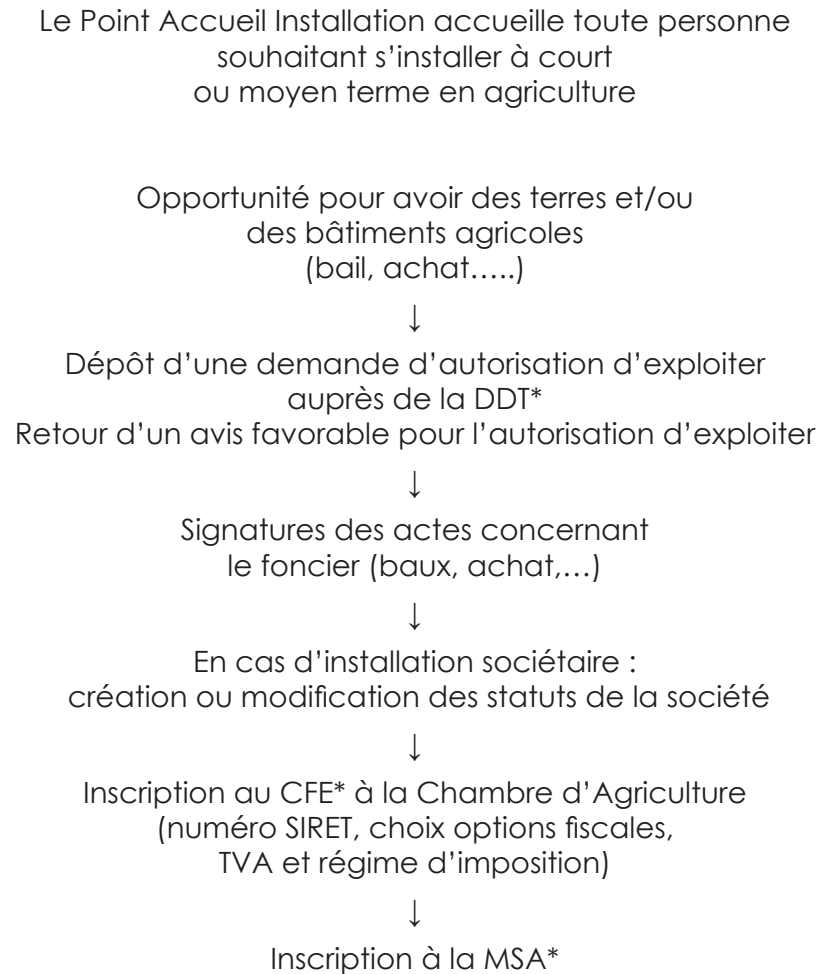 Le Point Accueil Installation accueille toute personne
souhaitant s’installer à court
ou moyen terme en agriculture
Opportunité pour avoir des terres et/ou
des bâtiments agricoles
(bail, achat.....)
↓
Dépôt d’une demande d’autorisation d’exploiter
auprès de la DDT*
Retour d’un avis favorable pour l’autorisation d’exploiter
↓
Signatures des actes concernant
le foncier (baux, achat,...)
↓
En cas d’installation sociétaire :
création ou modification des statuts de la société
↓
Inscription au CFE* à la Chambre d’Agriculture
(numéro SIRET, choix options fiscales,
TVA et régime d’imposition)
↓
Inscription à la MSA*